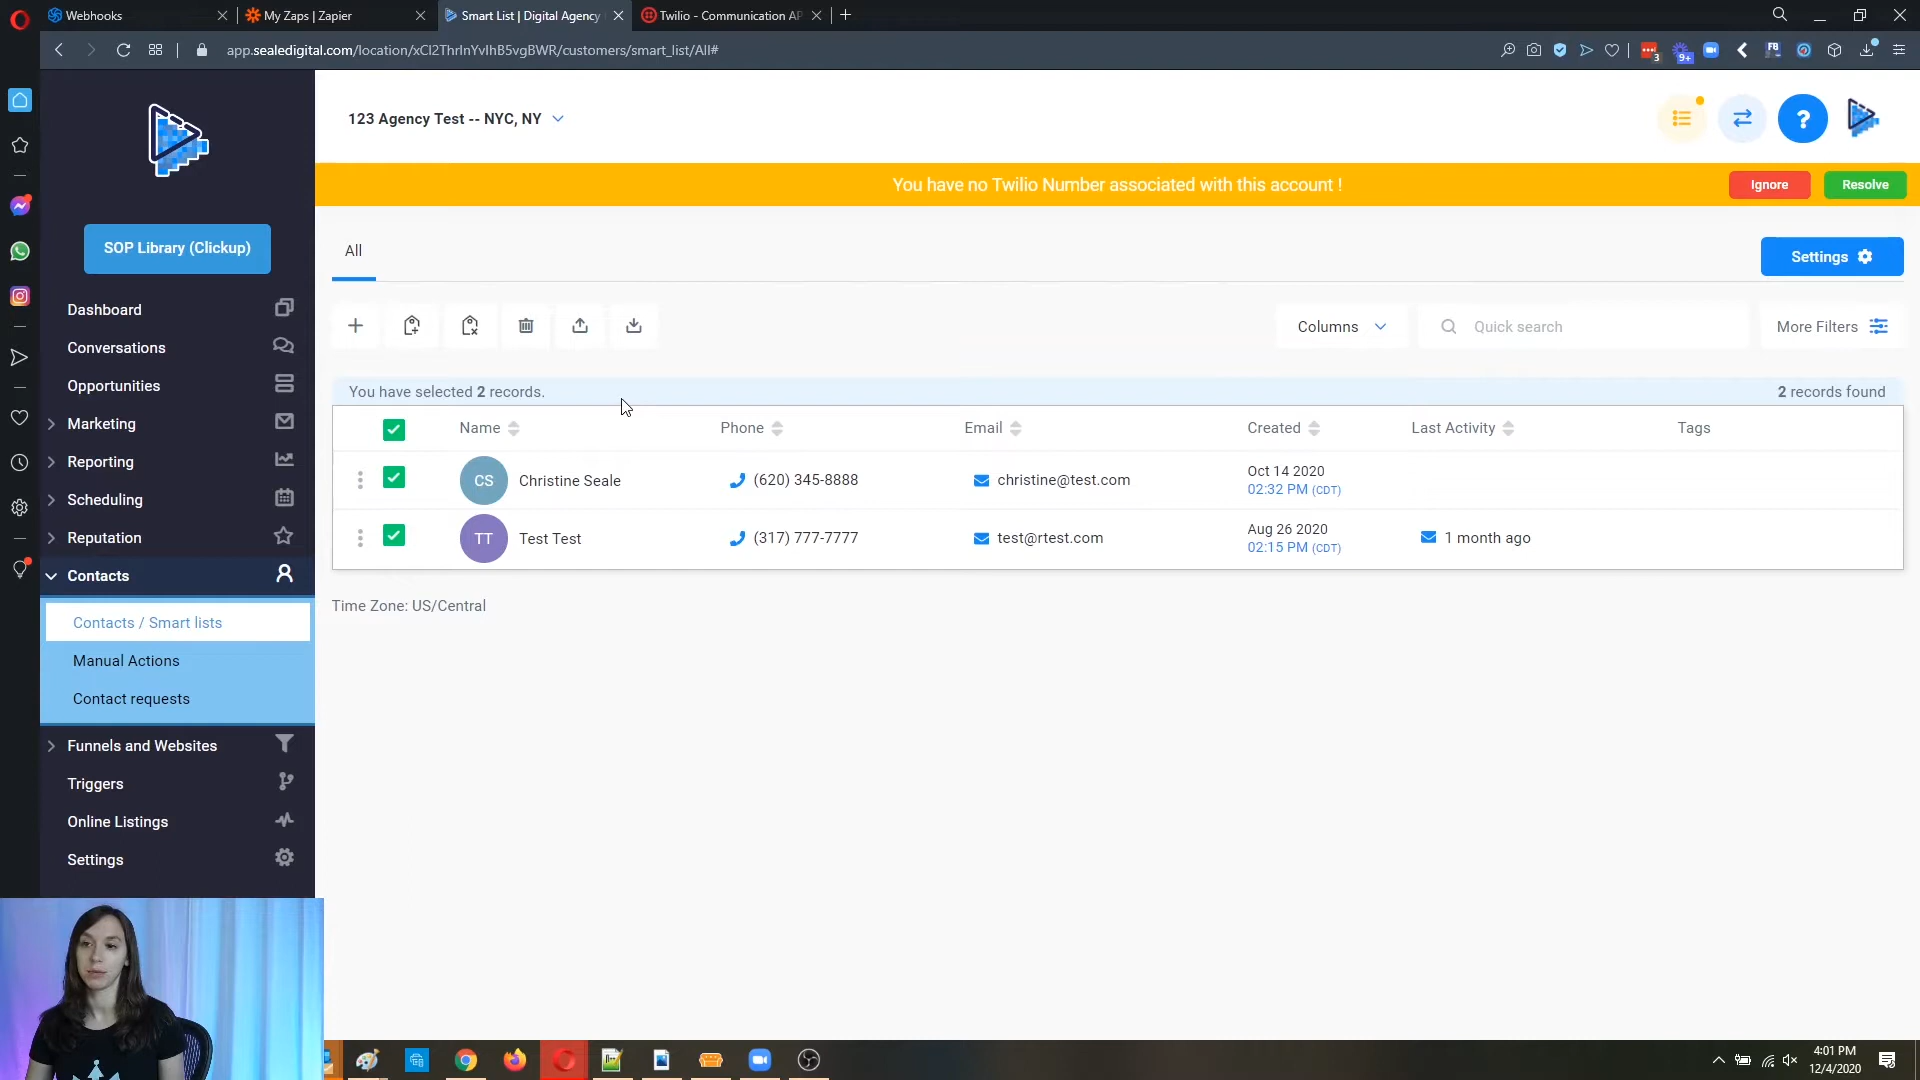 Webhooks
My Zaps | Zapier
Smart List | Digital Agency
Twilio - Communication AP
app.sealedigital.com/location/xCl2ThrlnYvIhB5vgBWR/customers/smart_list/All#
3
9+
FB
123 Agency Test -- NYC, NY
?
You have no Twilio Number associated with this account !
Ignore
Resolve
SOP Library (Clickup)
All
Settings
Dashboard
Conversations
Opportunities
Marketing
Reporting
Scheduling
Reputation
Contacts
Contacts / Smart lists
Manual Actions
Contact requests
Funnels and Websites
Triggers
Online Listings
Settings
Columns
Quick search
More Filters
You have selected 2 records.
2 records found
Name
Phone
Email
Created
Last Activity
Tags
CS
Christine Seale
(620) 345-8888
christine@test.com
Oct 14 2020
02:32 PM (CDT)
TT
Test Test
(317) 777-7777
test@rtest.com
Aug 26 2020
02:15 PM (CDT)
1 month ago
Time Zone: US/Central
4:01 PM
12/4/2020